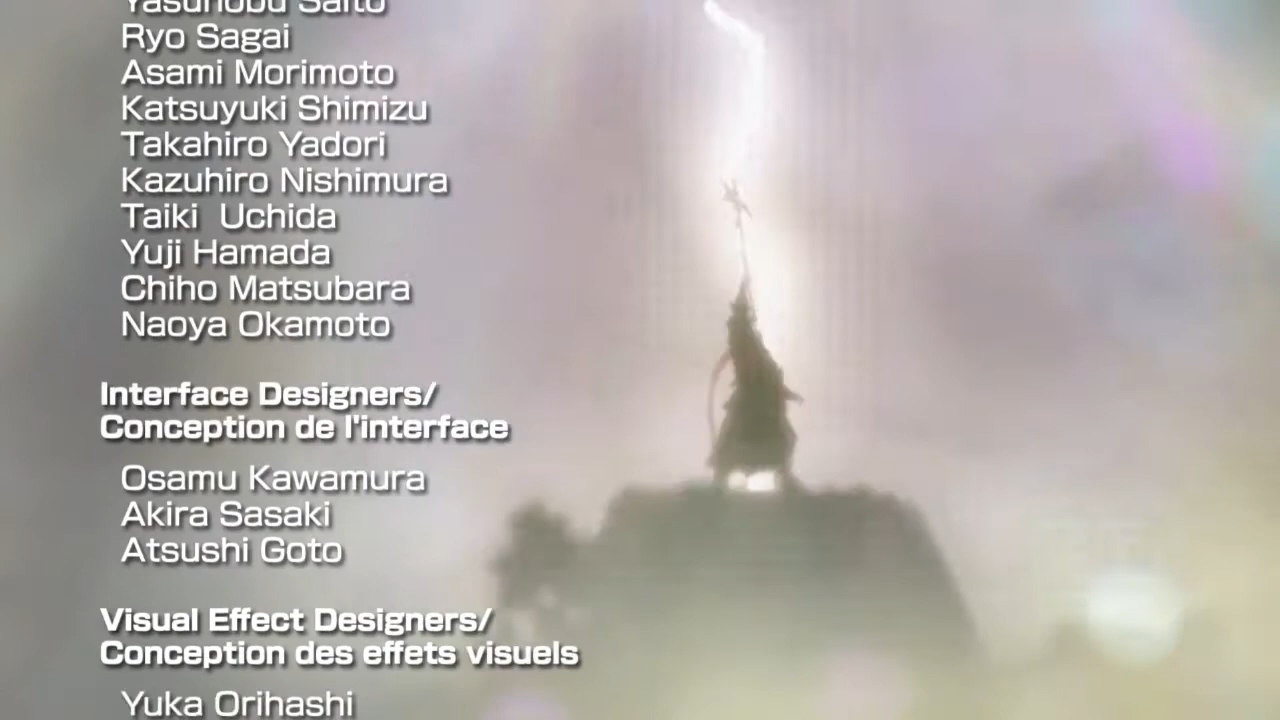 Yasunobu Saito
Ryo Sagai
Asami Morimoto
Katsuyuki Shimizu
Takahiro Yadori
Kazuhiro Nishimura
Taiki  Uchida
Yuji Hamada
Chiho Matsubara
Naoya Okamoto
Interface Designers/
Conception de l'interface
Osamu Kawamura
Akira Sasaki
Atsushi Goto
Visual Effect Designers/
Conception des effets visuels
Yuka Orihashi